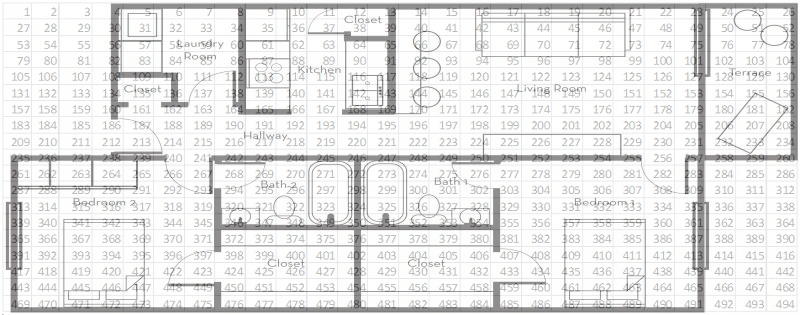 1 2 3 4 5 6 7 8 9 10 11 12 13 14 15 16 17 18 19 20 21 22 23 24 25 26
Closet
27 28 29 30 31 32 33 34 35 36 37 38 39 40 41 42 43 44 45 46 47 48 49 50 51 52
Laundry
53 54 55 56 57 58 59 60 61 62 63 64 65 66 67 68 69 70 71 72 73 74 75 76 77 78
Room
79 80 81 82 83 84 85 86 87 88 89 90 91 92 93 94 95 96 97 98 99 100 101 102 103 104
Kitchen
Terrace
105 106 107 108 109 110 111 112 113 114 115 116 117 118 119 120 121 122 123 124 125 126 127 128 129 130
Closet
Living Room
131 132 133 134 135 136 137 138 139 140 141 142 143 144 145 146 147 148 149 150 151 152 153 154 155 156
157 158 159 160 161 162 163 164 165 166 167 168 169 170 171 172 173 174 175 176 177 178 179 180 181 182
183 184 185 186 187 188 189 190 191 192 193 194 195 196 197 198 199 200 201 202 203 204 205 206 207 208
Hallway
209 210 211 212 213 214 215 216 217 218 219 220 221 222 223 224 225 226 227 228 229 230 231 232 233 234
235 236 237 238 239 240 241 242 243 244 245 246 247 248 249 250 251 252 253 254 255 256 257 258 259 260
261 262 263 264 265 266 267 268 269 270 271 272 273 274 275 276 277 278 279 280 281 282 283 284 285 286
Bath 2
Bath 1
287 288 289 290 291 292 293 294 295 296 297 298 299 300 301 302 303 304 305 306 307 308 309 310 311 312
Bedroom 2
Bedroom 1
313 314 315 316 317 318 319 320 321 322 323 324 325 326 327 328 329 330 331 332 333 334 335 336 337 338
339 340 341 342 343 344 345 346 347 348 349 350 351 352 353 354 355 356 357 358 359 360 361 362 363 364
365 366 367 368 369 370 371 372 373 374 375 376 377 378 379 380 381 382 383 384 385 386 387 388 389 390
391 392 393 394 395 396 397 398 399 400 401 402 403 404 405 406 407 408 409 410 411 412 413 414 415 416
Closet
Closet
417 418 419 420 421 422 423 424 425 426 427 428 429 430 431 432 433 434 435 436 437 438 439 440 441 442
443 444 445 446 447 448 449 450 451 452 453 454 455 456 457 458 459 460 461 462 463 464 465 466 467 468
469 470 471 472 473 474 475 476 477 478 479 480 481 482 483 484 485 486 487 488 489 490 491 492 493 494